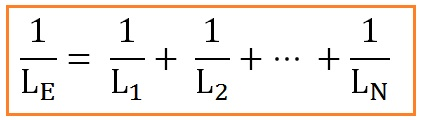 1/L_E = 1/L_1 + 1/L_2 + ⋯ + 1/L_N